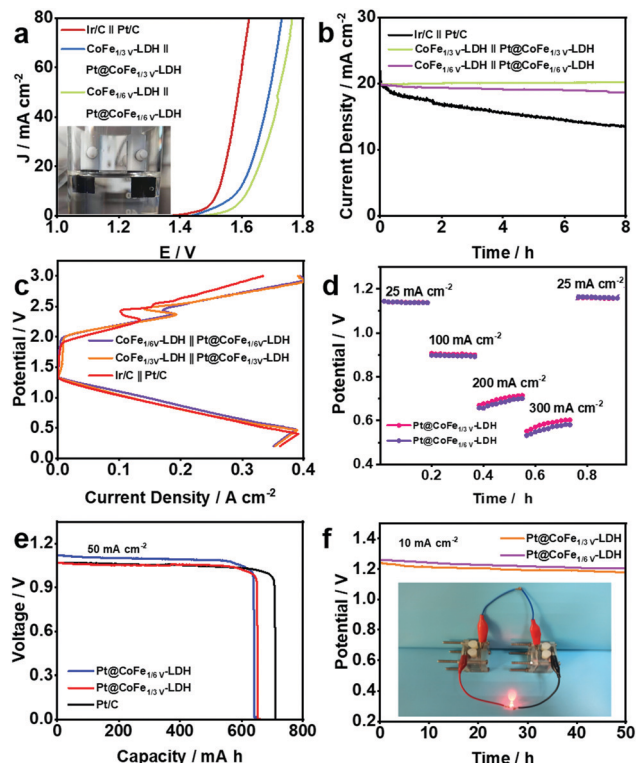 a
Ir/C ǁ Pt/C
CoFe1/3 V-LDH ǁ
Pt@CoFe1/3 V-LDH
CoFe1/6 V-LDH ǁ
Pt@CoFe1/6 V-LDH
J / mA cm-2
80
60
40
20
0
1.0
1.2
1.4
1.6
1.8
E / V
b
Ir/C ǁ Pt/C
CoFe1/3 V-LDH ǁ Pt@CoFe1/3 V-LDH
CoFe1/6 V-LDH ǁ Pt@CoFe1/6 V-LDH
Current Density / mA cm-2
30
20
10
0
0
2
4
6
8
Time / h
c
CoFe1/6V-LDH ǁ Pt@CoFe1/6V-LDH
CoFe1/3V-LDH ǁ Pt@CoFe1/3V-LDH
Ir/C ǁ Pt/C
Potential / V
3.0
2.5
2.0
1.5
1.0
0.5
0.0
0.0
0.1
0.2
0.3
0.4
Current Density / A cm-2
d
25 mA cm-2
25 mA cm-2
100 mA cm-2
200 mA cm-2
300 mA cm-2
Pt@CoFe1/3 V-LDH
Pt@CoFe1/6 V-LDH
Potential / V
1.2
0.9
0.6
0.2
0.4
0.6
0.8
Time / h
e
50 mA cm-2
Pt@CoFe1/6 V-LDH
Pt@CoFe1/3 V-LDH
Pt/C
Voltage / V
1.2
0.9
0.6
0.3
0.0
0
200
400
600
800
Capacity / mA h
f
10 mA cm-2
Pt@CoFe1/3 V-LDH
Pt@CoFe1/6 V-LDH
Potential / V
1.4
1.2
1.0
0.8
0.6
0.4
0.2
0
10
20
30
40
50
Time / h